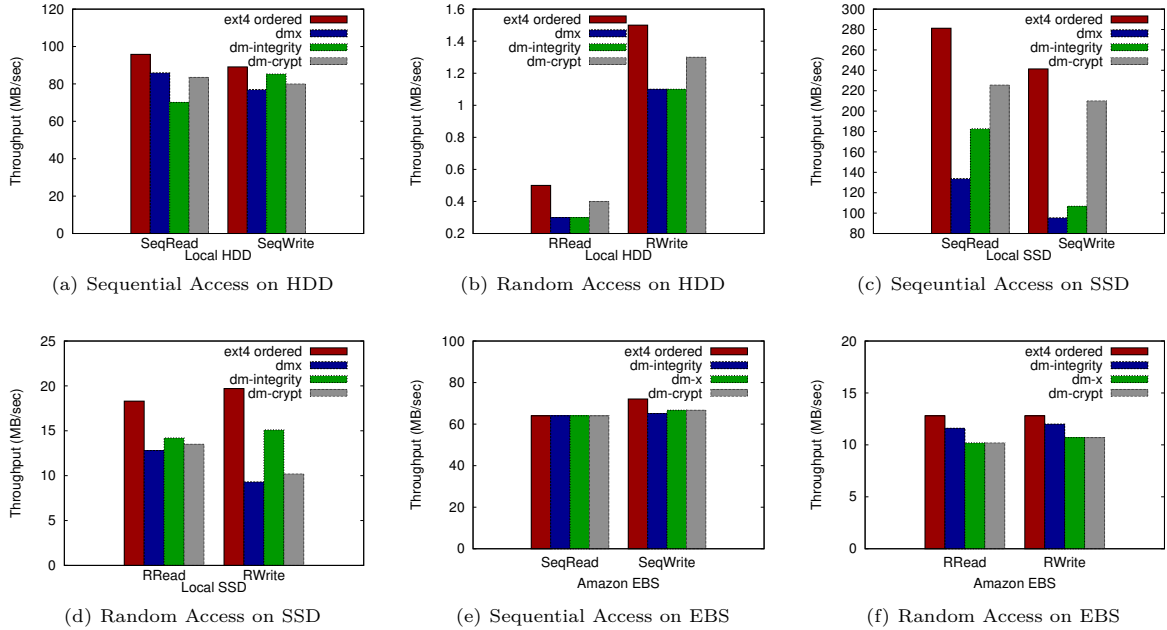 ext4 ordered
dmx
dm-integrity
dm-crypt
Throughput (MB/sec)
120
100
80
60
40
20
0
SeqRead
SeqWrite
Local HDD
(a) Sequential Access on HDD
ext4 ordered
dmx
dm-integrity
dm-crypt
Throughput (MB/sec)
1.6
1.4
1.2
1
0.8
0.6
0.4
0.2
RRead
RWrite
Local HDD
(b) Random Access on HDD
ext4 ordered
dmx
dm-integrity
dm-crypt
Throughput (MB/sec)
300
280
260
240
220
200
180
160
140
120
100
80
SeqRead
SeqWrite
Local SSD
(c) Seqeuntial Access on SSD
ext4 ordered
dmx
dm-integrity
dm-crypt
Throughput (MB/sec)
25
20
15
10
5
0
RRead
RWrite
Local SSD
(d) Random Access on SSD
ext4 ordered
dm-integrity
dm-x
dm-crypt
Throughput (MB/sec)
100
80
60
40
20
0
SeqRead
SeqWrite
Amazon EBS
(e) Sequential Access on EBS
ext4 ordered
dm-integrity
dm-x
dm-crypt
Throughput (MB/sec)
20
15
10
5
0
RRead
RWrite
Amazon EBS
(f) Random Access on EBS